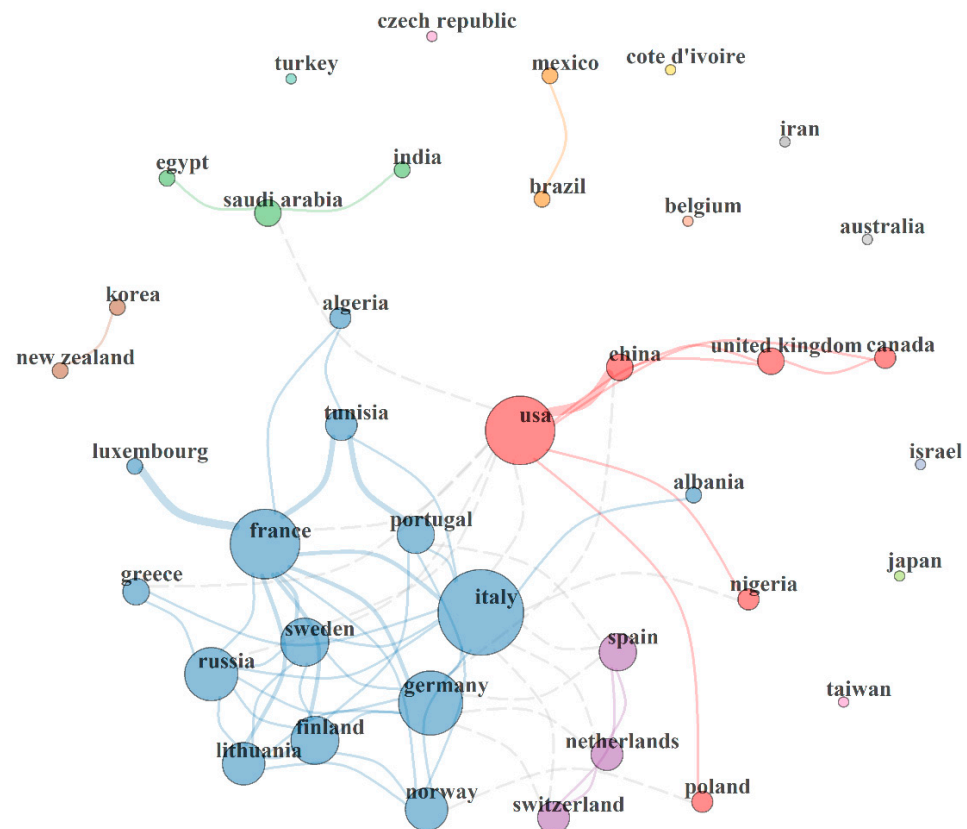 czech republic
turkey
mexico
cote d'ivoire
iran
egypt
india
saudi arabia
brazil
belgium
australia
korea
algeria
new zealand
china
united kingdom
canada
usa
tunisia
luxembourg
israel
albania
france
portugal
greece
japan
italy
nigeria
sweden
spain
russia
germany
taiwan
finland
netherlands
lithuania
poland
norway
switzerland